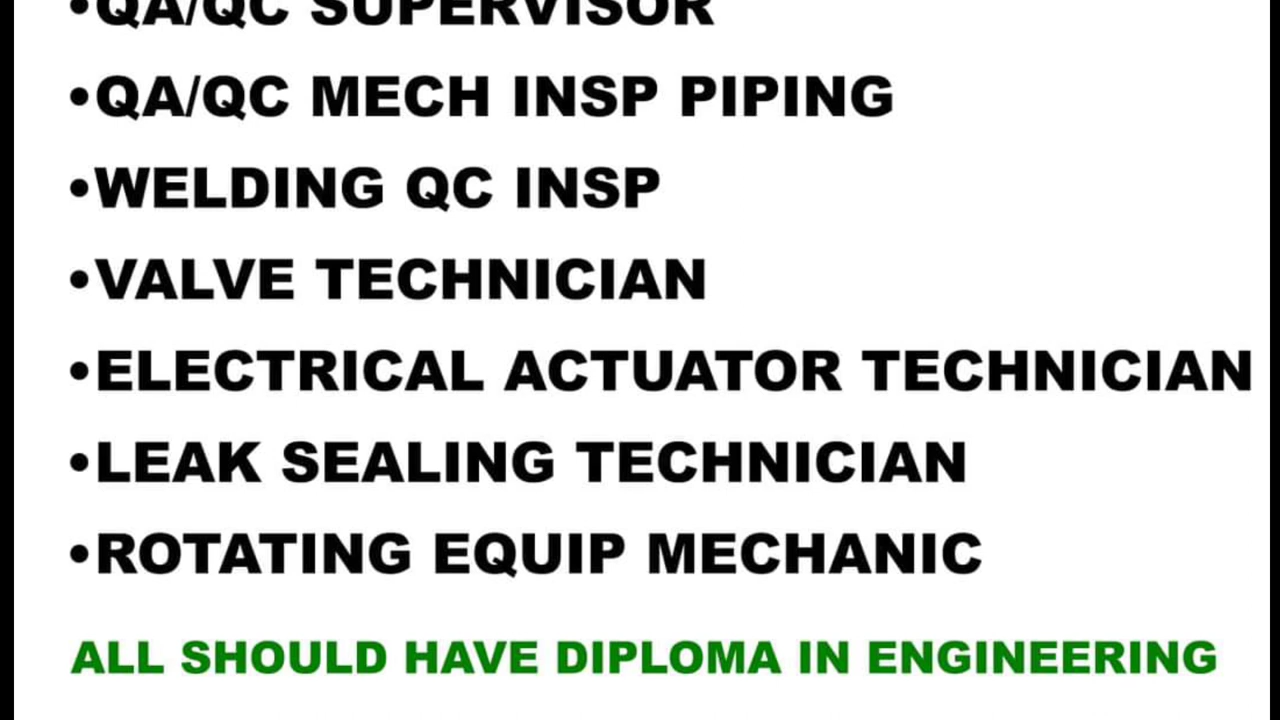 •QA/QC SUPERVISOR
•QA/QC MECH INSP PIPING
•WELDING QC INSP
•VALVE TECHNICIAN
•ELECTRICAL ACTUATOR TECHNICIAN
•LEAK SEALING TECHNICIAN
•ROTATING EQUIP MECHANIC
ALL SHOULD HAVE DIPLOMA IN ENGINEERING